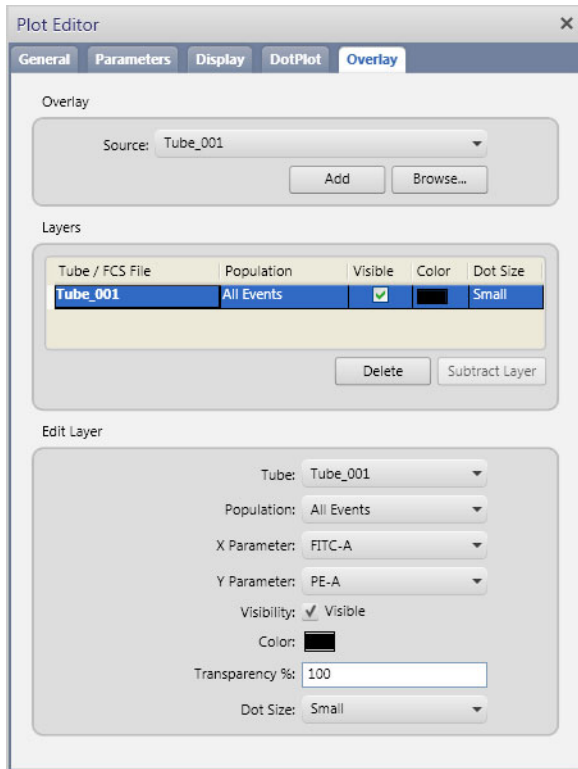 Plot Editor
General Parameters Display DotPlot Overlay
Overlay
Source: Tube_001
Add Browse...
Layers
Tube / FCS File Population Visible Color Dot Size
Tube_001 All Events Small
Delete Subtract Layer
Edit Layer
Tube: Tube_001
Population: All Events
X Parameter: FITC-A
Y Parameter: PE-A
Visibility: Visible
Color:
Transparency %: 100
Dot Size: Small